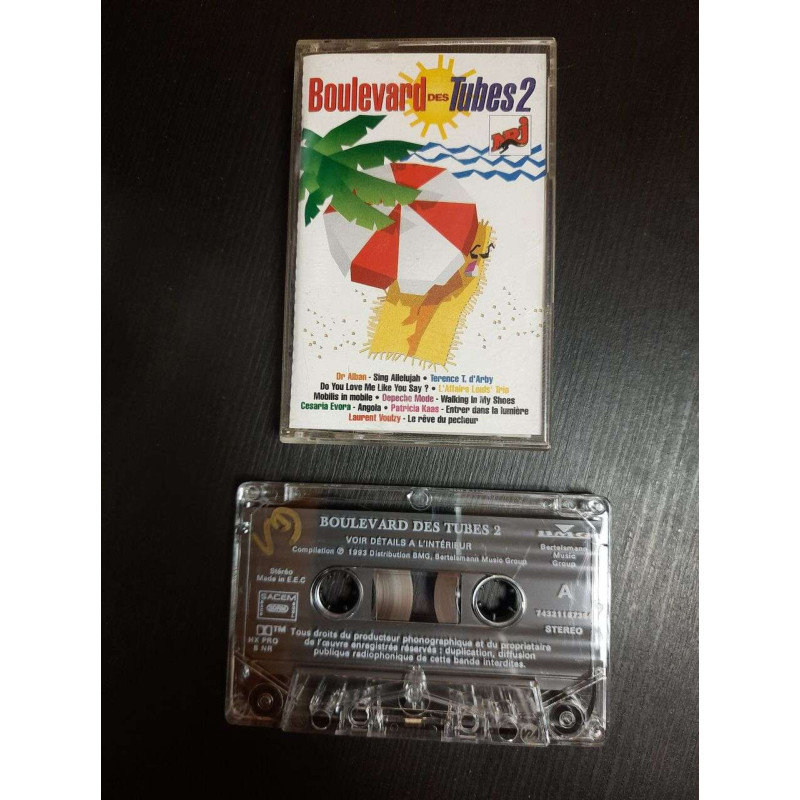 Boulevard DES Tubes 2
NRJ
Dr Alban - Sing Allelujah • Terence T. d'Arby
Do You Love Me Like You Say ? • L'Affaire Louis' Trio
Mobilis in mobile • Depeche Mode - Walking In My Shoes
Cesaria Evora - Angola • Patricia Kaas - Entrer dans la lumière
Laurent Voulzy - Le rêve du pecheur
BOULEVARD DES TUBES 2
VOIR DÉTAILS A L'INTÉRIEUR
Compilation ℗ 1993 Distribution BMG, Bertelsmann Music Group
BMG
Bertelsmann
Music
Group
Stéréo
Made in E.E.C
SACEM
A
STEREO
HX PRO
B NR
Tous droits du producteur phonographique et du propriétaire
de l'œuvre enregistrés réservés : duplication, diffusion
publique radiophonique de cette bande interdites.